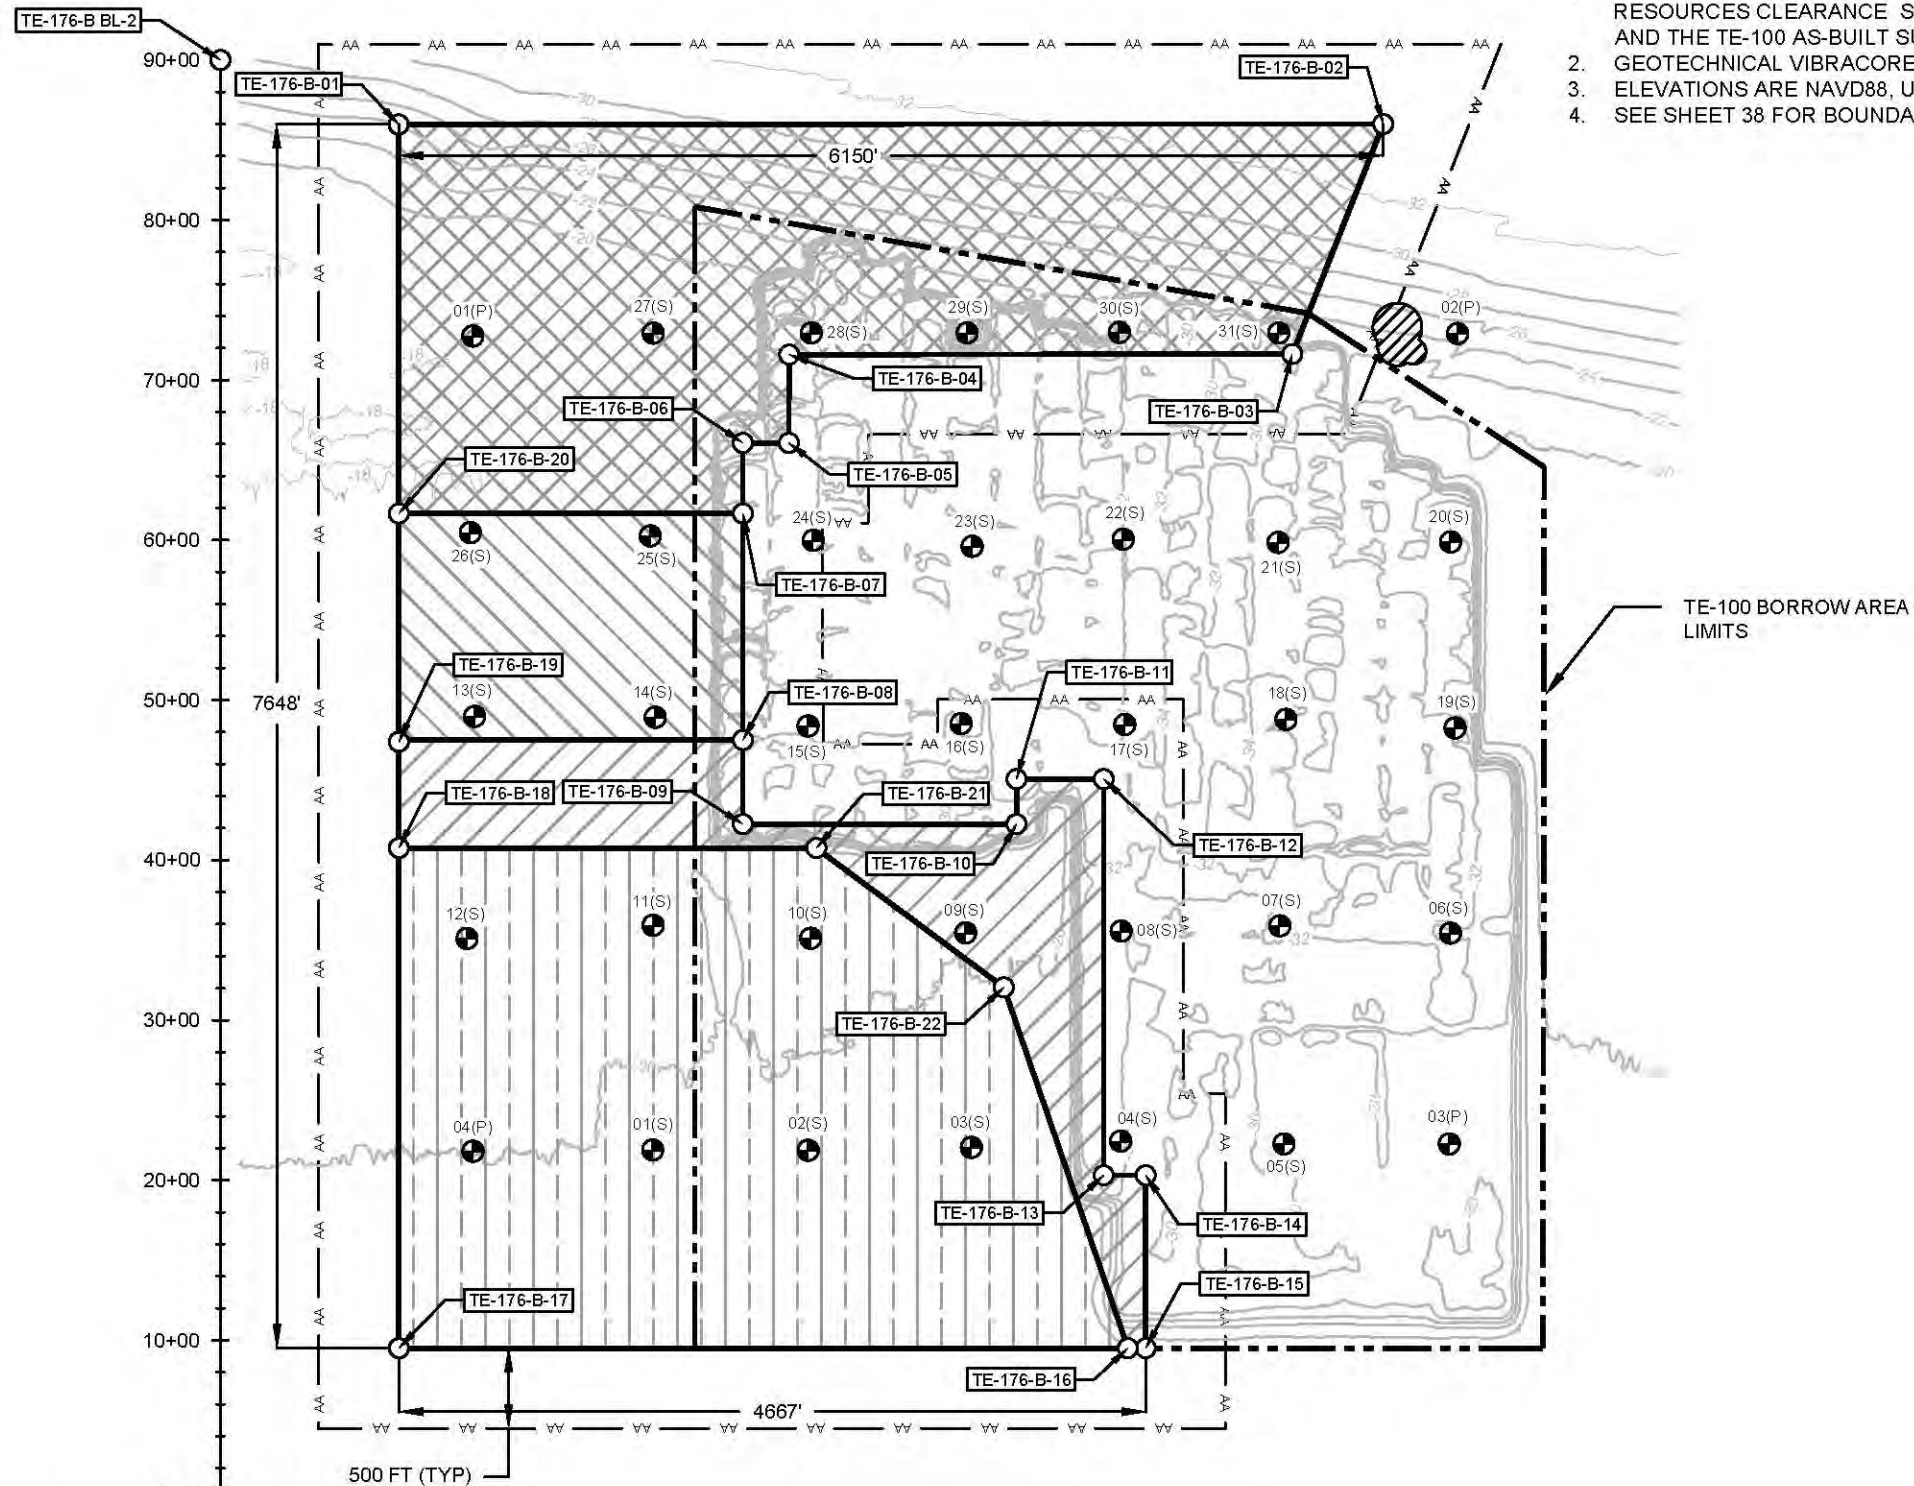 RESOURCES CLEARANCE S
AND THE TE-100 AS-BUILT SU
2. GEOTECHNICAL VIBRACORE
3. ELEVATIONS ARE NAVD88, U
4. SEE SHEET 38 FOR BOUNDA
TE-176-B BL-2
90+00
TE-176-B-01
TE-176-B-02
6150'
80+00
01(P)
27(S)
28(S)
29(S)
30(S)
31(S)
02(P)
70+00
TE-176-B-04
TE-176-B-03
TE-176-B-06
TE-176-B-05
TE-176-B-20
60+00
26(S)
25(S)
24(S)
23(S)
22(S)
21(S)
20(S)
TE-176-B-07
TE-100 BORROW AREA
LIMITS
TE-176-B-19
TE-176-B-08
TE-176-B-11
7648'
50+00
13(S)
14(S)
15(S)
16(S)
17(S)
18(S)
19(S)
TE-176-B-18
TE-176-B-09
TE-176-B-21
40+00
TE-176-B-10
TE-176-B-12
12(S)
11(S)
10(S)
09(S)
08(S)
07(S)
06(S)
30+00
TE-176-B-22
04(P)
01(S)
02(S)
03(S)
04(S)
05(S)
03(P)
20+00
TE-176-B-13
TE-176-B-14
TE-176-B-17
TE-176-B-15
10+00
TE-176-B-16
4667'
500 FT (TYP)